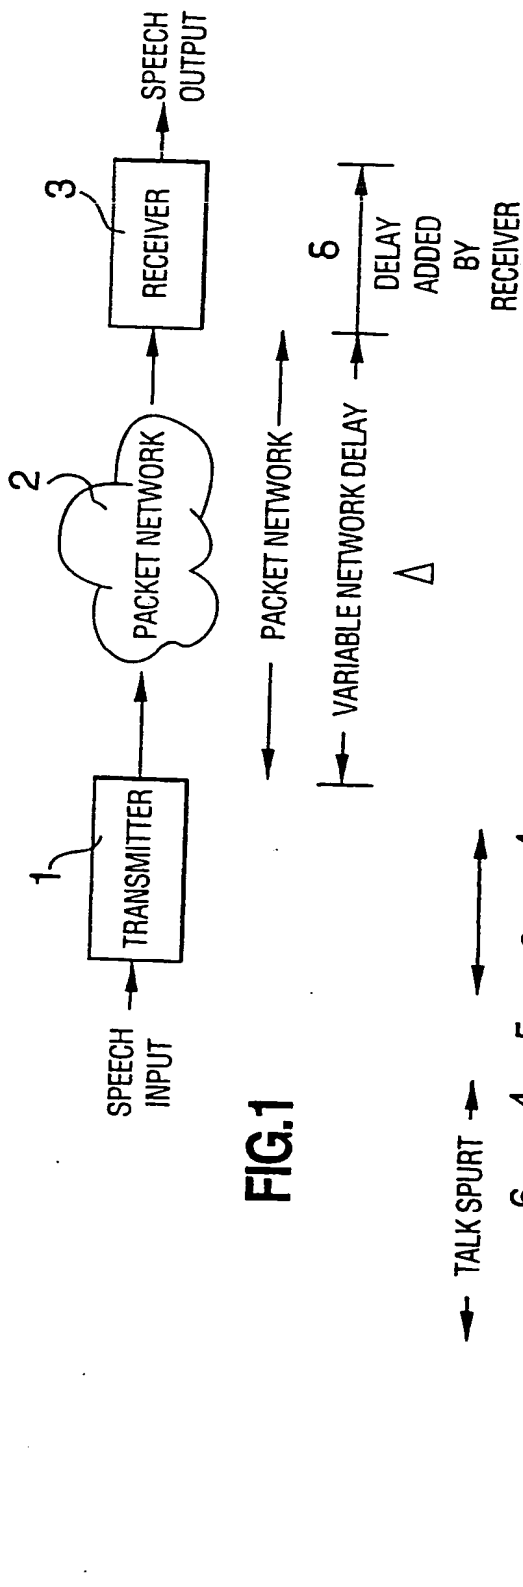 1
2
3
SPEECH
INPUT
TRANSMITTER
PACKET NETWORK
RECEIVER
SPEECH
OUTPUT
PACKET NETWORK
VARIABLE NETWORK DELAY
Δ
δ
DELAY
ADDED
BY
RECEIVER
FIG.1
TALK SPURT